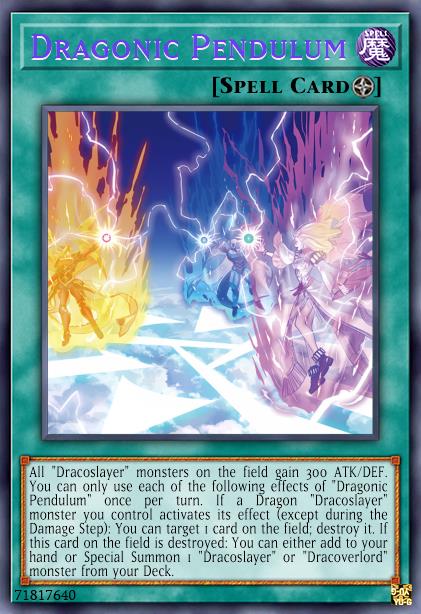 DRAGONIC PENDULUM
SPELL
魔
[SPELL CARD]
All "Dracoslayer" monsters on the field gain 300 ATK/DEF.
You can only use each of the following effects of "Dragonic
Pendulum" once per turn. If a Dragon "Dracoslayer"
monster you control activates its effect (except during the
Damage Step): You can target 1 card on the field; destroy it. If
this card on the field is destroyed: You can either add to your
hand or Special Summon 1 "Dracoslayer" or "Dracoverlord"
monster from your Deck.
71817640